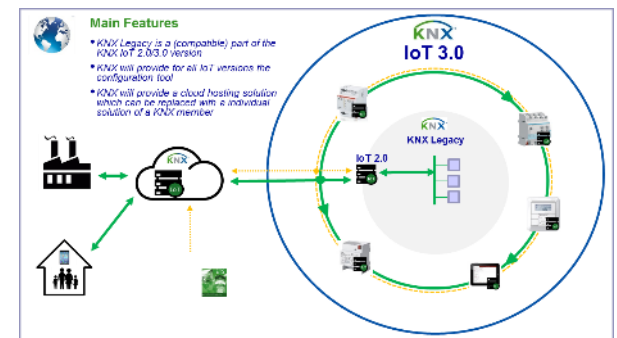 Main Features
• KNX Legacy is a (compatible) part of the
KNX IoT 2.0/3.0 version
• KNX will provide for all IoT versions the
configuration tool
• KNX will provide a cloud hosting solution
which can be replaced with a individual
solution of a KNX member
KNX
IoT 3.0
KNX
KNX Legacy
IoT 2.0
KNX